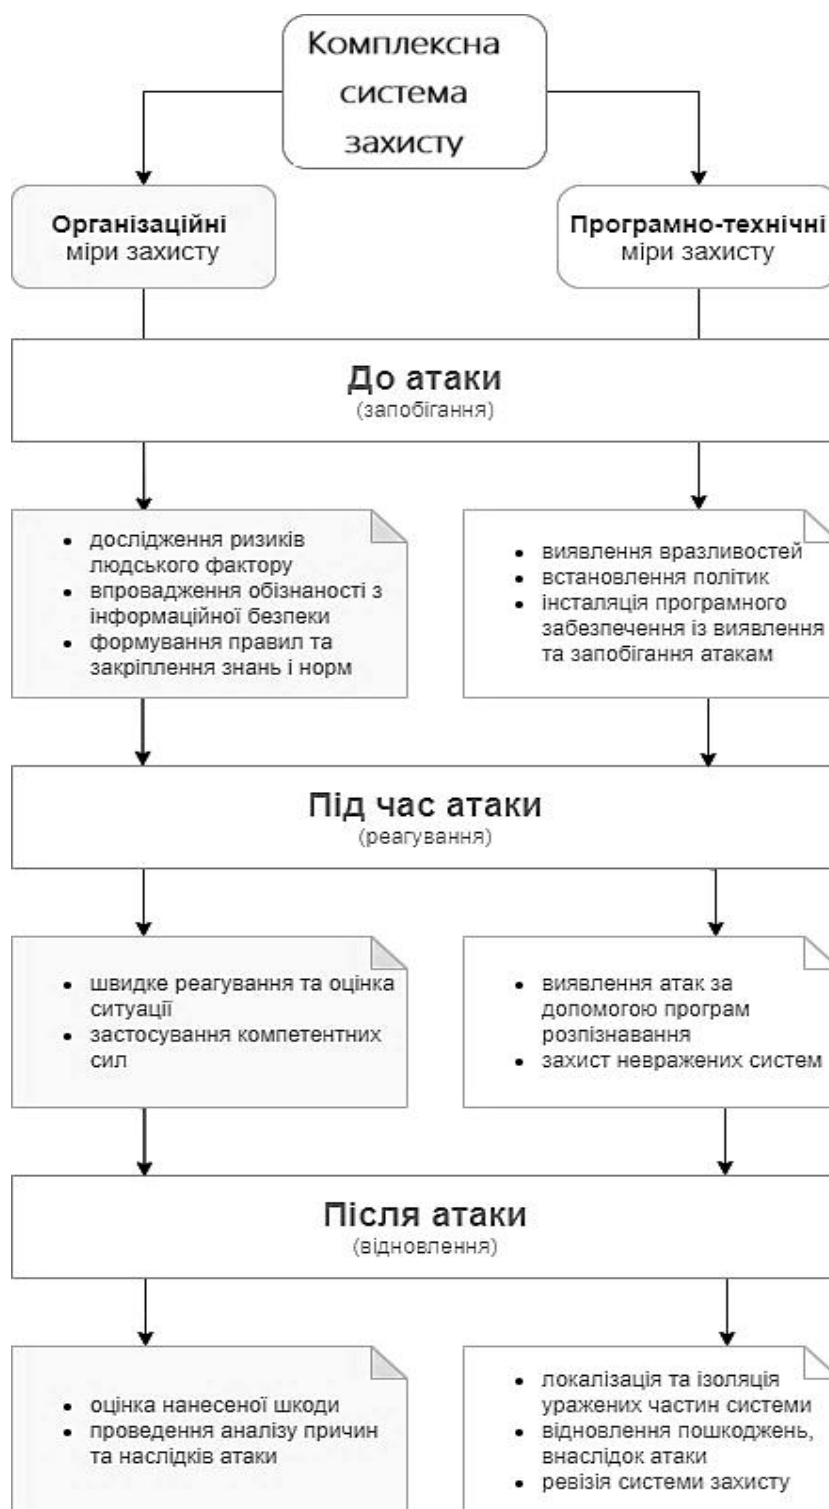 Комплексна
система
захисту
Організаційні
міри захисту
Програмно-технічні
міри захисту
До атаки
(запобігання)
• дослідження ризиків
людського фактору
• впровадження обізнаності з
інформаційної безпеки
• формування правил та
закріплення знань і норм
• виявлення вразливостей
• встановлення політик
• інсталяція програмного
забезпечення із виявлення
та запобігання атакам
Під час атаки
(реагування)
• швидке реагування та оцінка
ситуації
• застосування компетентних
сил
• виявлення атак за
допомогою програм
розпізнавання
• захист невражених систем
Після атаки
(відновлення)
• оцінка нанесеної шкоди
• проведення аналізу причин
та наслідків атаки
• локалізація та ізоляція
уражених частин системи
• відновлення пошкоджень,
внаслідок атаки
• ревізія системи захисту